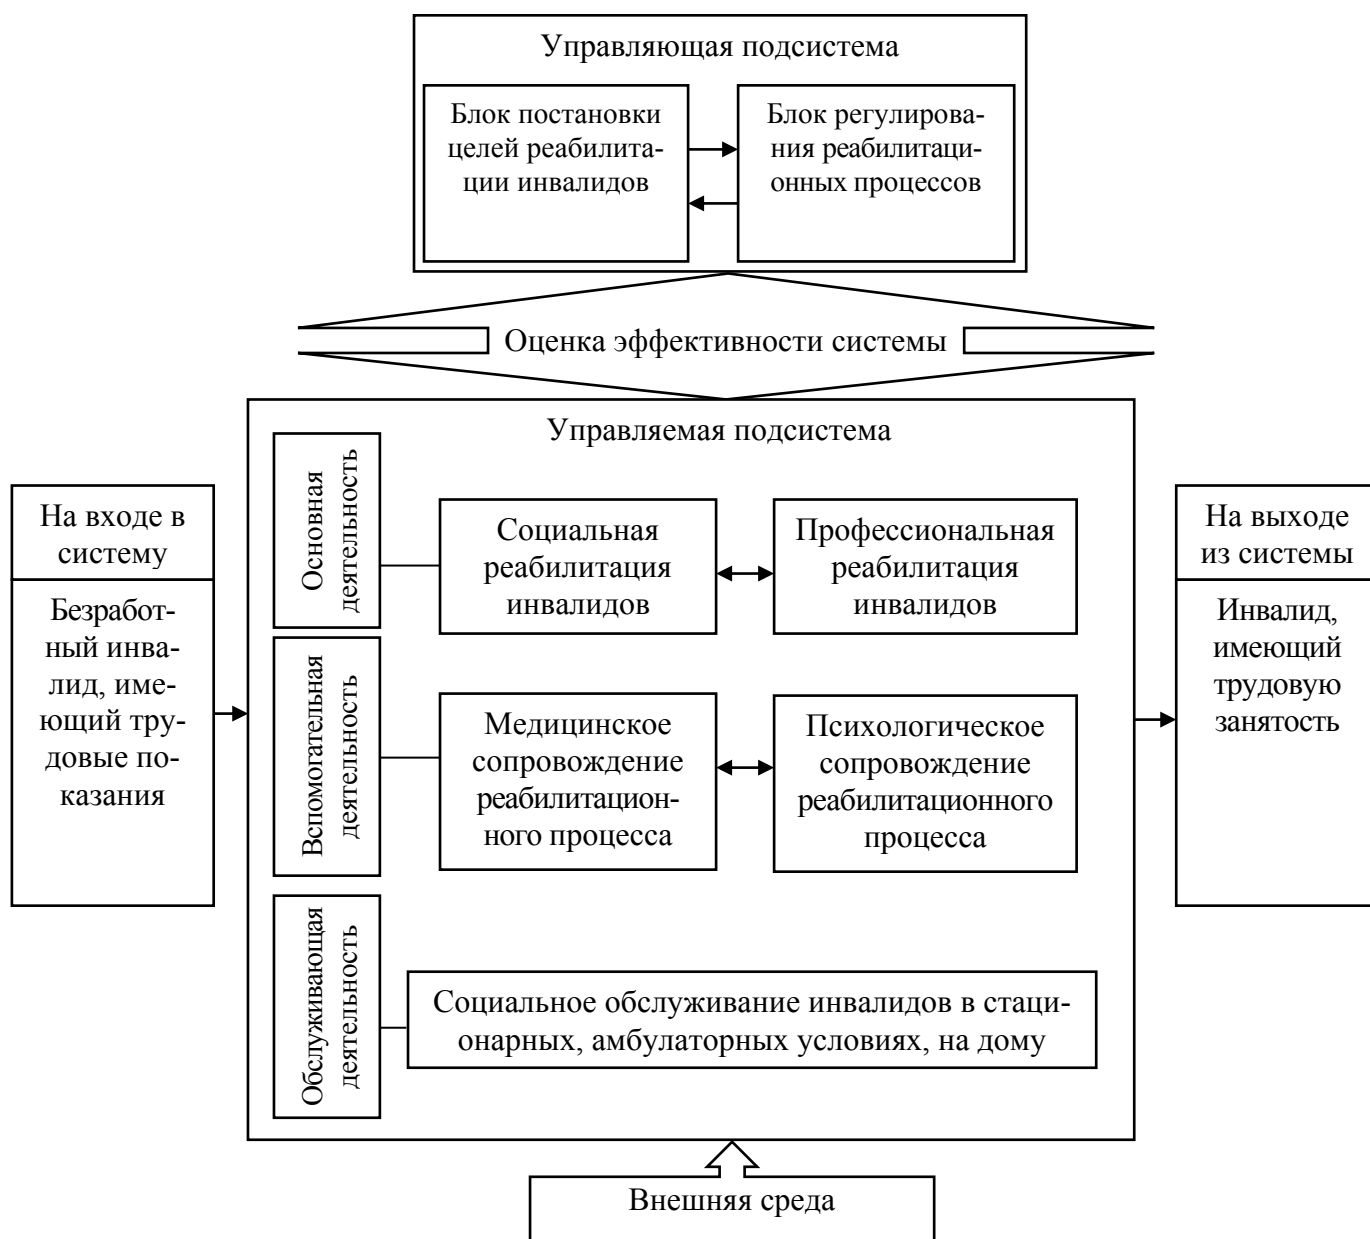 Управляющая подсистема
Блок постановки
целей реабилита-
ции инвалидов
Блок регулирова-
ния реабилитаци-
онных процессов
Оценка эффективности системы
Управляемая подсистема
На входе в
систему
Безработ-
ный инва-
лид, име-
ющий тру-
довые по-
казания
Основная
деятельность
Социальная
реабилитация
инвалидов
Профессиональная
реабилитация
инвалидов
Вспомогательная
деятельность
Медицинское
сопровождение
реабилитацион-
ного процесса
Психологическое
сопровождение
реабилитационного
процесса
Обслуживающая
деятельность
Социальное обслуживание инвалидов в стаци-
онарных, амбулаторных условиях, на дому
На выходе
из системы
Инвалид,
имеющий
трудовую
занятость
Внешняя среда